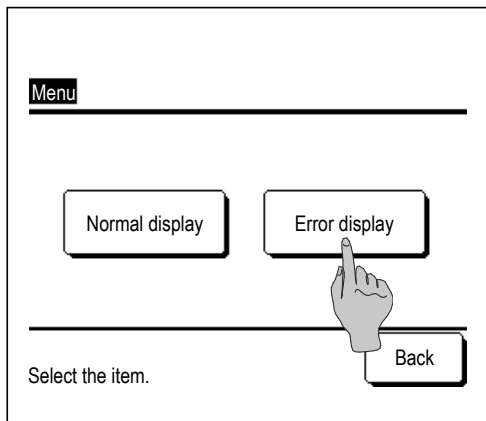 Menu
Normal display
Error display
Back
Select the item.